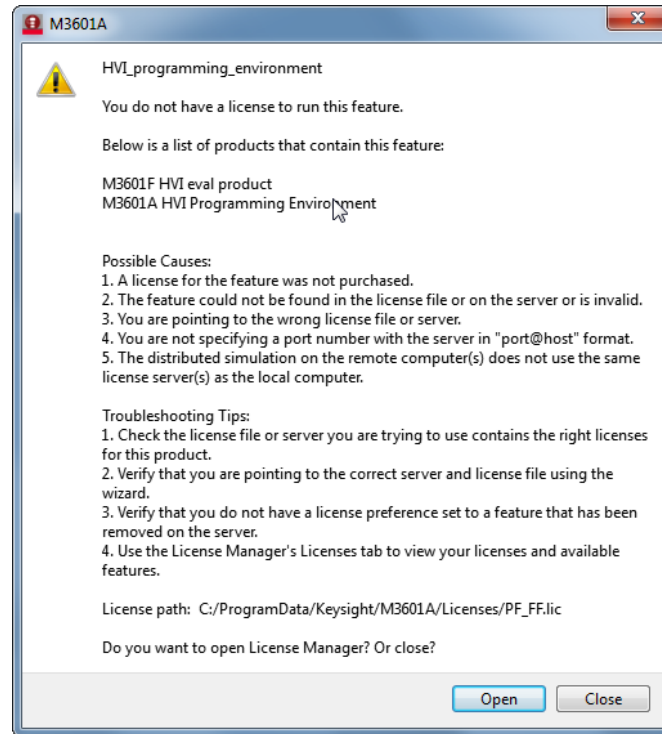 M3601A
HVI_programming_environment
You do not have a license to run this feature.
Below is a list of products that contain this feature:
M3601F HVI eval product
M3601A HVI Programming Environment
Possible Causes:
1. A license for the feature was not purchased.
2. The feature could not be found in the license file or on the server or is invalid.
3. You are pointing to the wrong license file or server.
4. You are not specifying a port number with the server in "port@host" format.
5. The distributed simulation on the remote computer(s) does not use the same
license server(s) as the local computer.
Troubleshooting Tips:
1. Check the license file or server you are trying to use contains the right licenses
for this product.
2. Verify that you are pointing to the correct server and license file using the
wizard.
3. Verify that you do not have a license preference set to a feature that has been
removed on the server.
4. Use the License Manager's Licenses tab to view your licenses and available
features.
License path:  C:/ProgramData/Keysight/M3601A/Licenses/PF_FF.lic
Do you want to open License Manager? Or close?
Open
Close